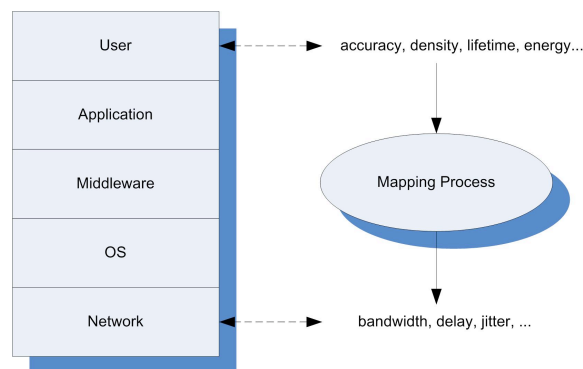 User
accuracy, density, lifetime, energy...
Application
Middleware
Mapping Process
OS
Network
bandwidth, delay, jitter, ...